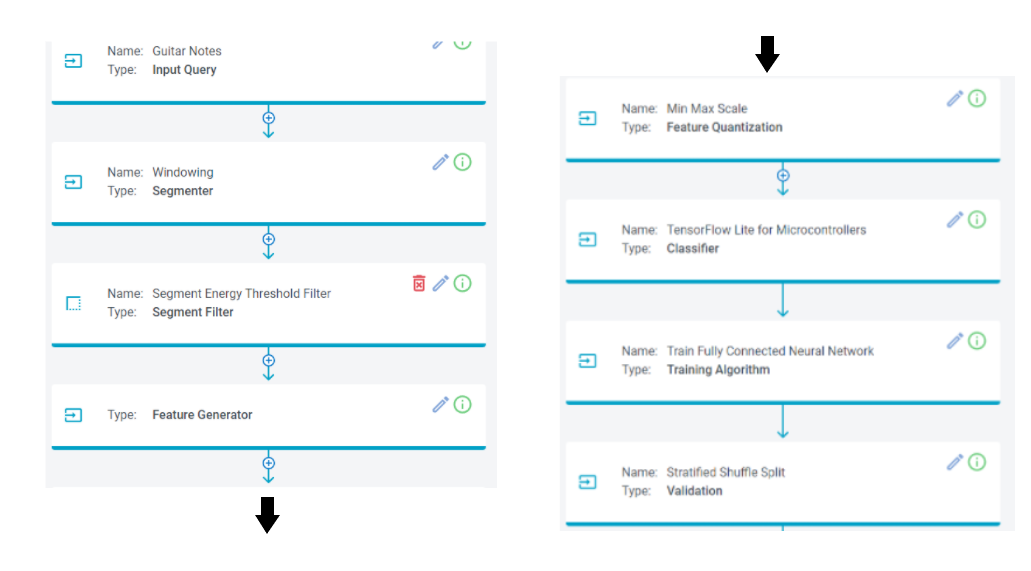 Name: Guitar Notes
Type: Input Query
Name: Windowing
Type: Segmenter
Name: Segment Energy Threshold Filter
Type: Segment Filter
Type: Feature Generator
Name: Min Max Scale
Type: Feature Quantization
Name: TensorFlow Lite for Microcontrollers
Type: Classifier
Name: Train Fully Connected Neural Network
Type: Training Algorithm
Name: Stratified Shuffle Split
Type: Validation